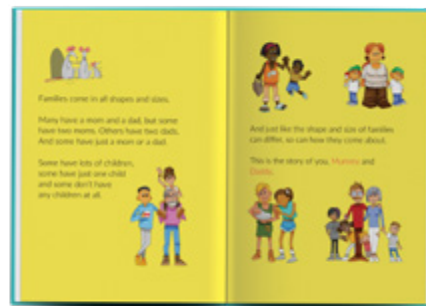 Families come in all shapes and sizes.
Many have a mom and a dad, but some
have two moms. Others have two dads.
And some have just a mom or a dad.
Some have lots of children,
some have just one child
and some don't have
any children at all.
And just like the shape and size of families
can differ, so can how they come about.
This is the story of you, Mummy and
Daddy.